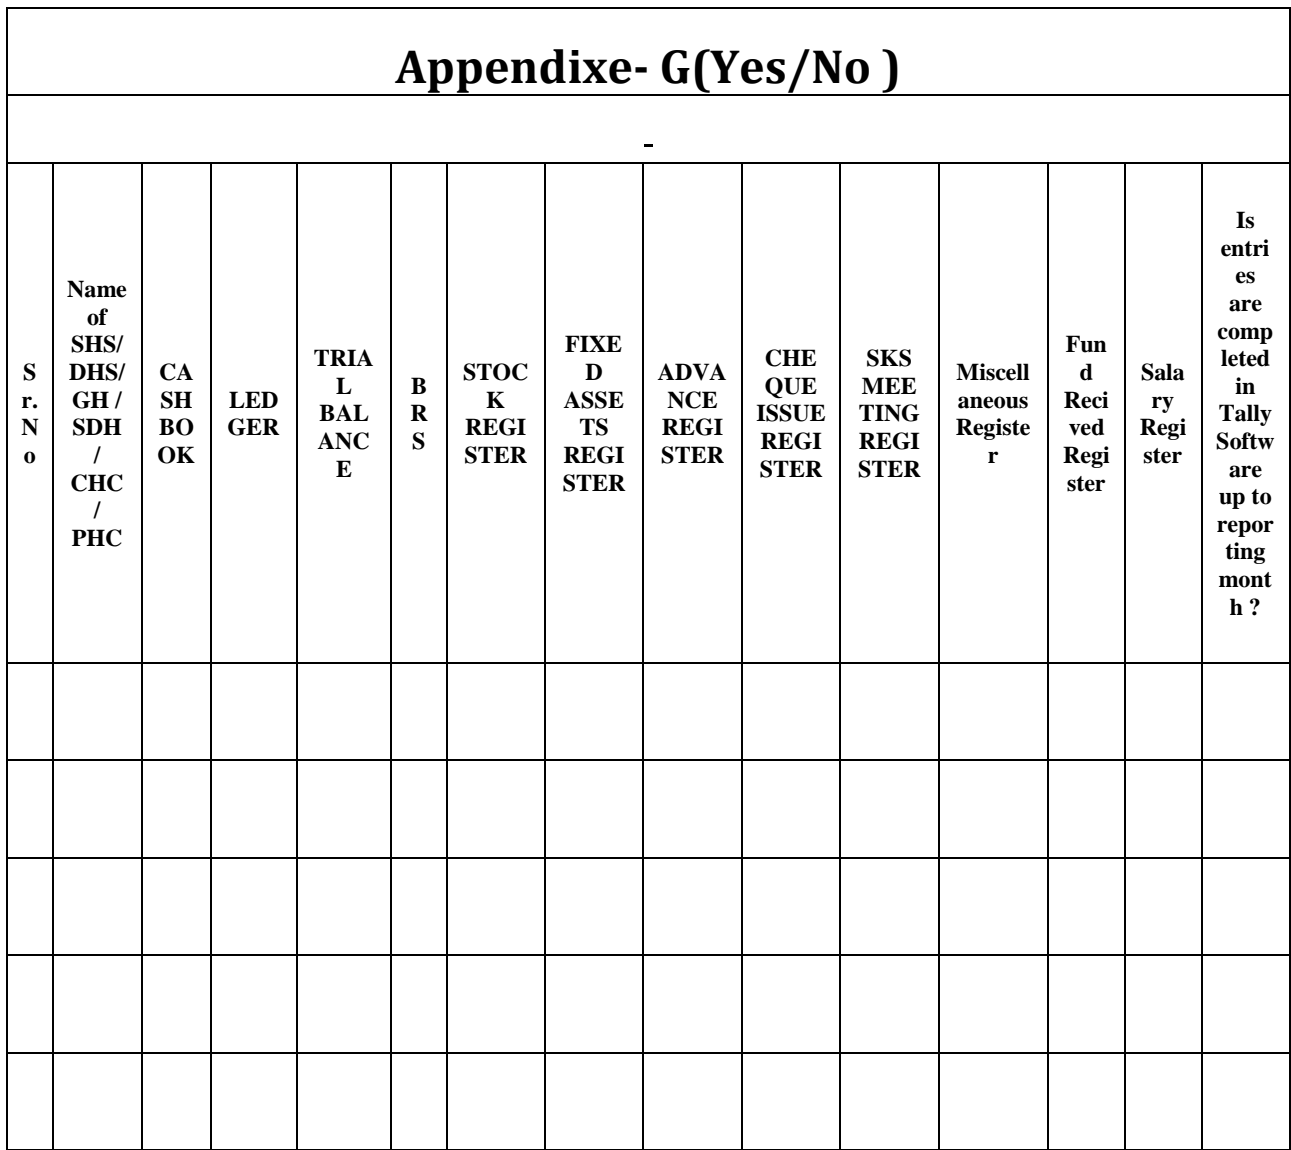 Appendixe- G(Yes/No )
-
S
r.
N
o
Name
of
SHS/
DHS/
GH /
SDH
/
CHC
/
PHC
CA
SH
BO
OK
LED
GER
TRIA
L
BAL
ANC
E
B
R
S
STOC
K
REGI
STER
FIXE
D
ASSE
TS
REGI
STER
ADVA
NCE
REGI
STER
CHE
QUE
ISSUE
REGI
STER
SKS
MEE
TING
REGI
STER
Miscell
aneous
Registe
r
Fun
d
Reci
ved
Regi
ster
Sala
ry
Regi
ster
Is
entri
es
are
comp
leted
in
Tally
Softw
are
up to
repor
ting
mont
h ?